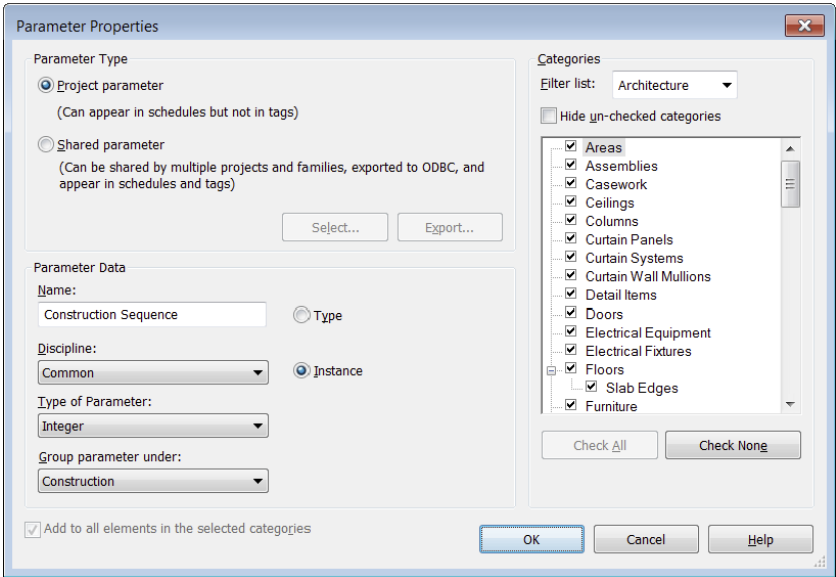 Parameter Properties
Parameter Type
Project parameter
(Can appear in schedules but not in tags)
Shared parameter
(Can be shared by multiple projects and families, exported to ODBC, and
appear in schedules and tags)
Select...
Export...
Parameter Data
Name:
Construction Sequence
Type
Discipline:
Common
Instance
Type of Parameter:
Integer
Group parameter under:
Construction
Add to all elements in the selected categories
Categories
Filter list:
Architecture
Hide un-checked categories
Areas
Assemblies
Casework
Ceilings
Columns
Curtain Panels
Curtain Systems
Curtain Wall Mullions
Detail Items
Doors
Electrical Equipment
Electrical Fixtures
Floors
Slab Edges
Furniture
Check All
Check None
OK
Cancel
Help